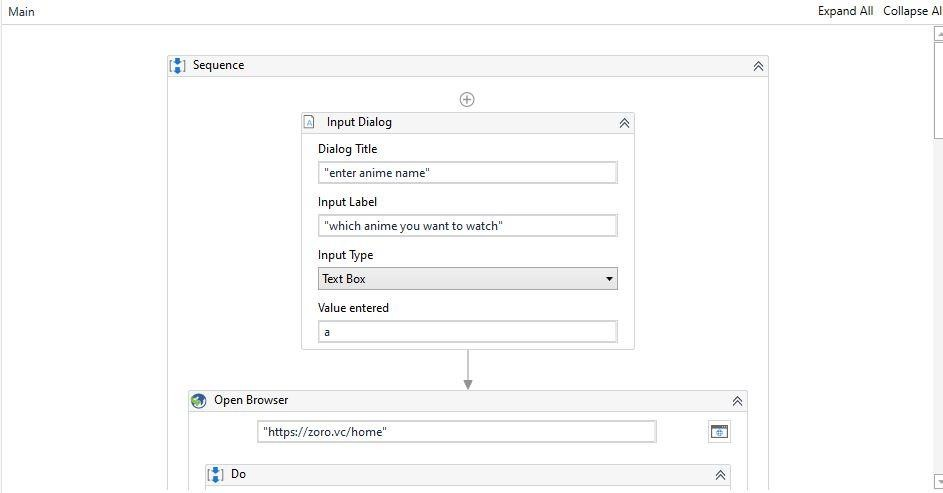 Main
Expand All Collapse Al
Sequence
Input Dialog
Dialog Title
"enter anime name"
Input Label
"which anime you want to watch"
Input Type
Text Box
Value entered
a
Open Browser
"https://zoro.vc/home"
Do